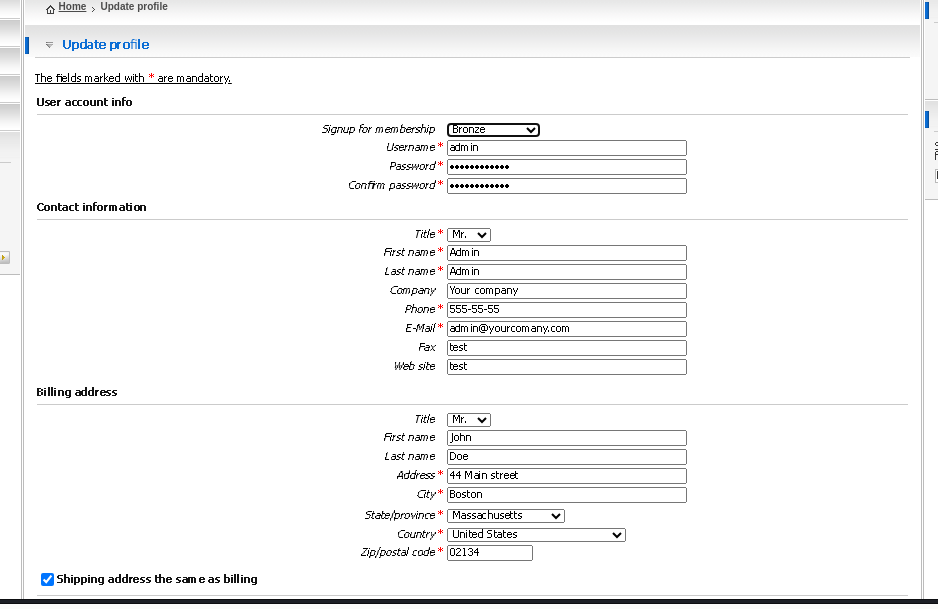 Home › Update profile
Update profile
The fields marked with * are mandatory.
User account info
Signup for membership Bronze
Username * admin
Password * ••••••••••••
Confirm password * ••••••••••••
Contact information
Title * Mr.
First name * Admin
Last name * Admin
Company Your company
Phone * 555-55-55
E-Mail * admin@yourcomany.com
Fax test
Web site test
Billing address
Title Mr.
First name John
Last name Doe
Address * 44 Main street
City * Boston
State/province * Massachusetts
Country * United States
Zip/postal code * 02134
Shipping address the same as billing